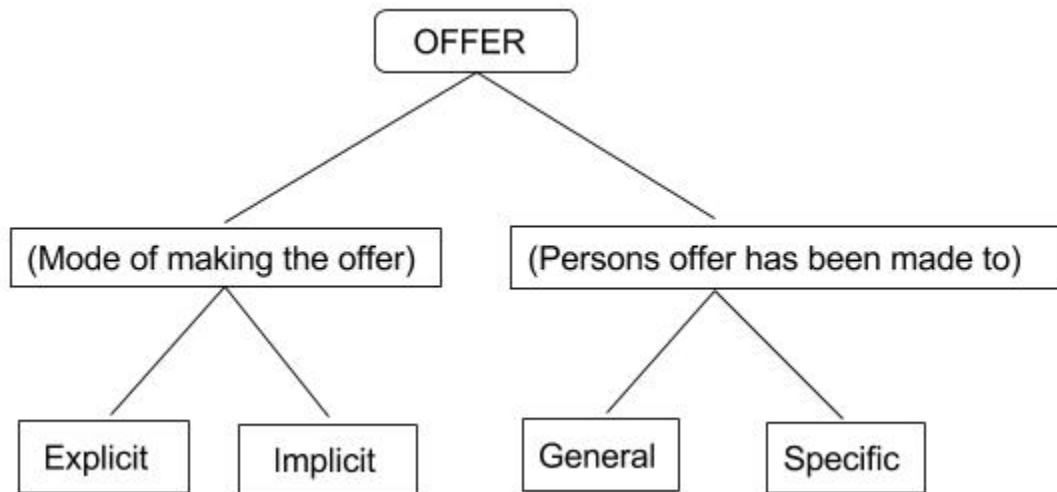 OFFER
(Mode of making the offer)
(Persons offer has been made to)
Explicit
Implicit
General
Specific